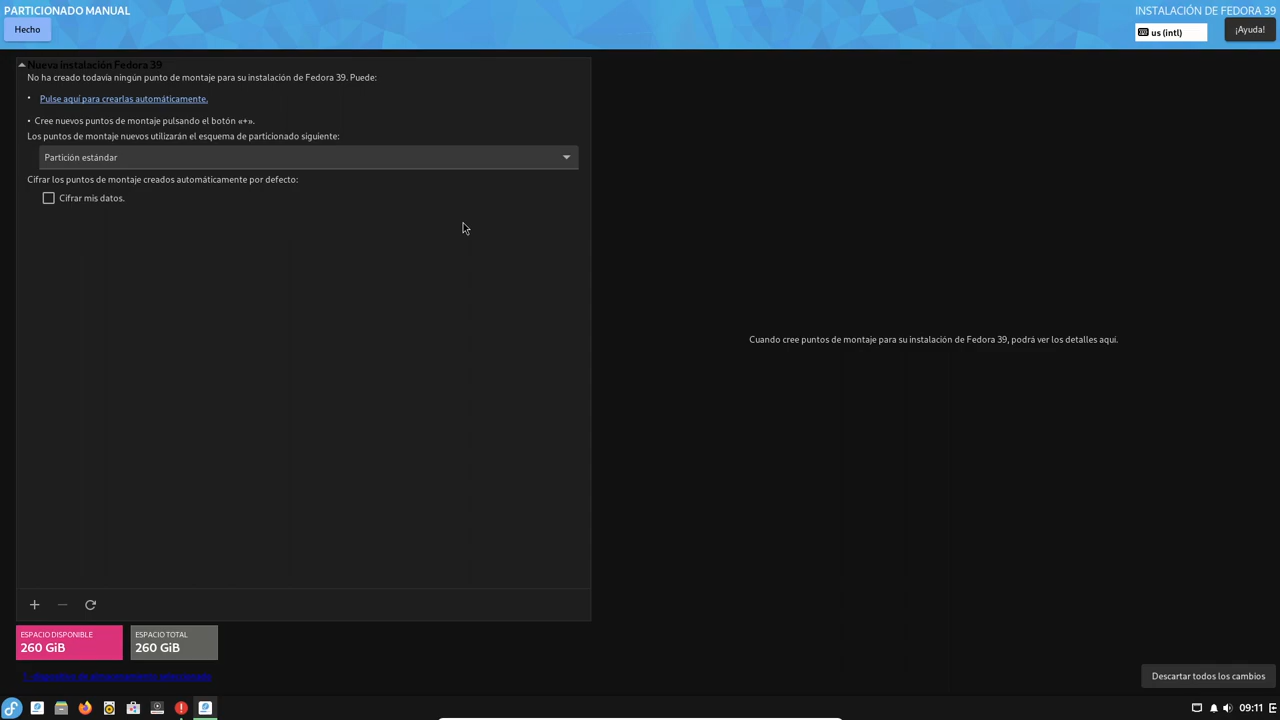 PARTICIONADO MANUAL
INSTALACIÓN DE FEDORA 39
Hecho
us (intl)
¡Ayuda!
Nueva instalación Fedora 39
No ha creado todavía ningún punto de montaje para su instalación de Fedora 39. Puede:
• Pulse aquí para crearlas automáticamente.
• Cree nuevos puntos de montaje pulsando el botón «+».
Los puntos de montaje nuevos utilizarán el esquema de particionado siguiente:
Partición estándar
Cifrar los puntos de montaje creados automáticamente por defecto:
Cifrar mis datos.
Cuando cree puntos de montaje para su instalación de Fedora 39, podrá ver los detalles aquí.
ESPACIO DISPONIBLE
260 GiB
ESPACIO TOTAL
260 GiB
1 dispositivo de almacenamiento seleccionado
Descartar todos los cambios
09:11